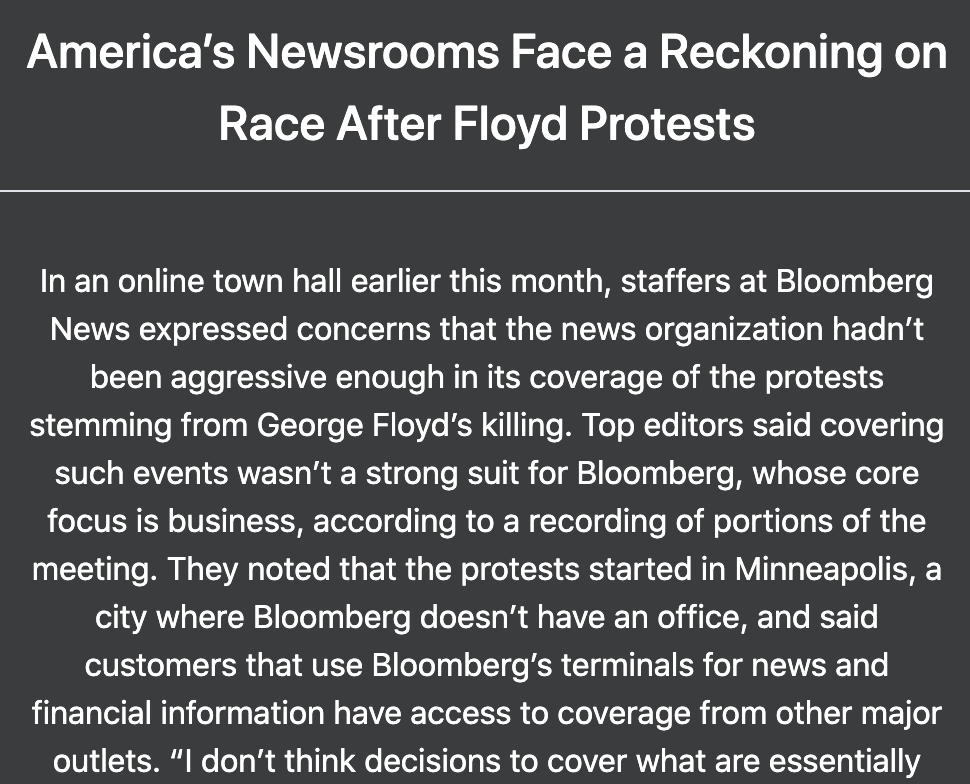 America’s Newsrooms Face a Reckoning on
Race After Floyd Protests
In an online town hall earlier this month, staffers at Bloomberg
News expressed concerns that the news organization hadn’t
been aggressive enough in its coverage of the protests
stemming from George Floyd’s killing. Top editors said covering
such events wasn’t a strong suit for Bloomberg, whose core
focus is business, according to a recording of portions of the
meeting. They noted that the protests started in Minneapolis, a
city where Bloomberg doesn’t have an office, and said
customers that use Bloomberg’s terminals for news and
financial information have access to coverage from other major
outlets. “I don’t think decisions to cover what are essentially